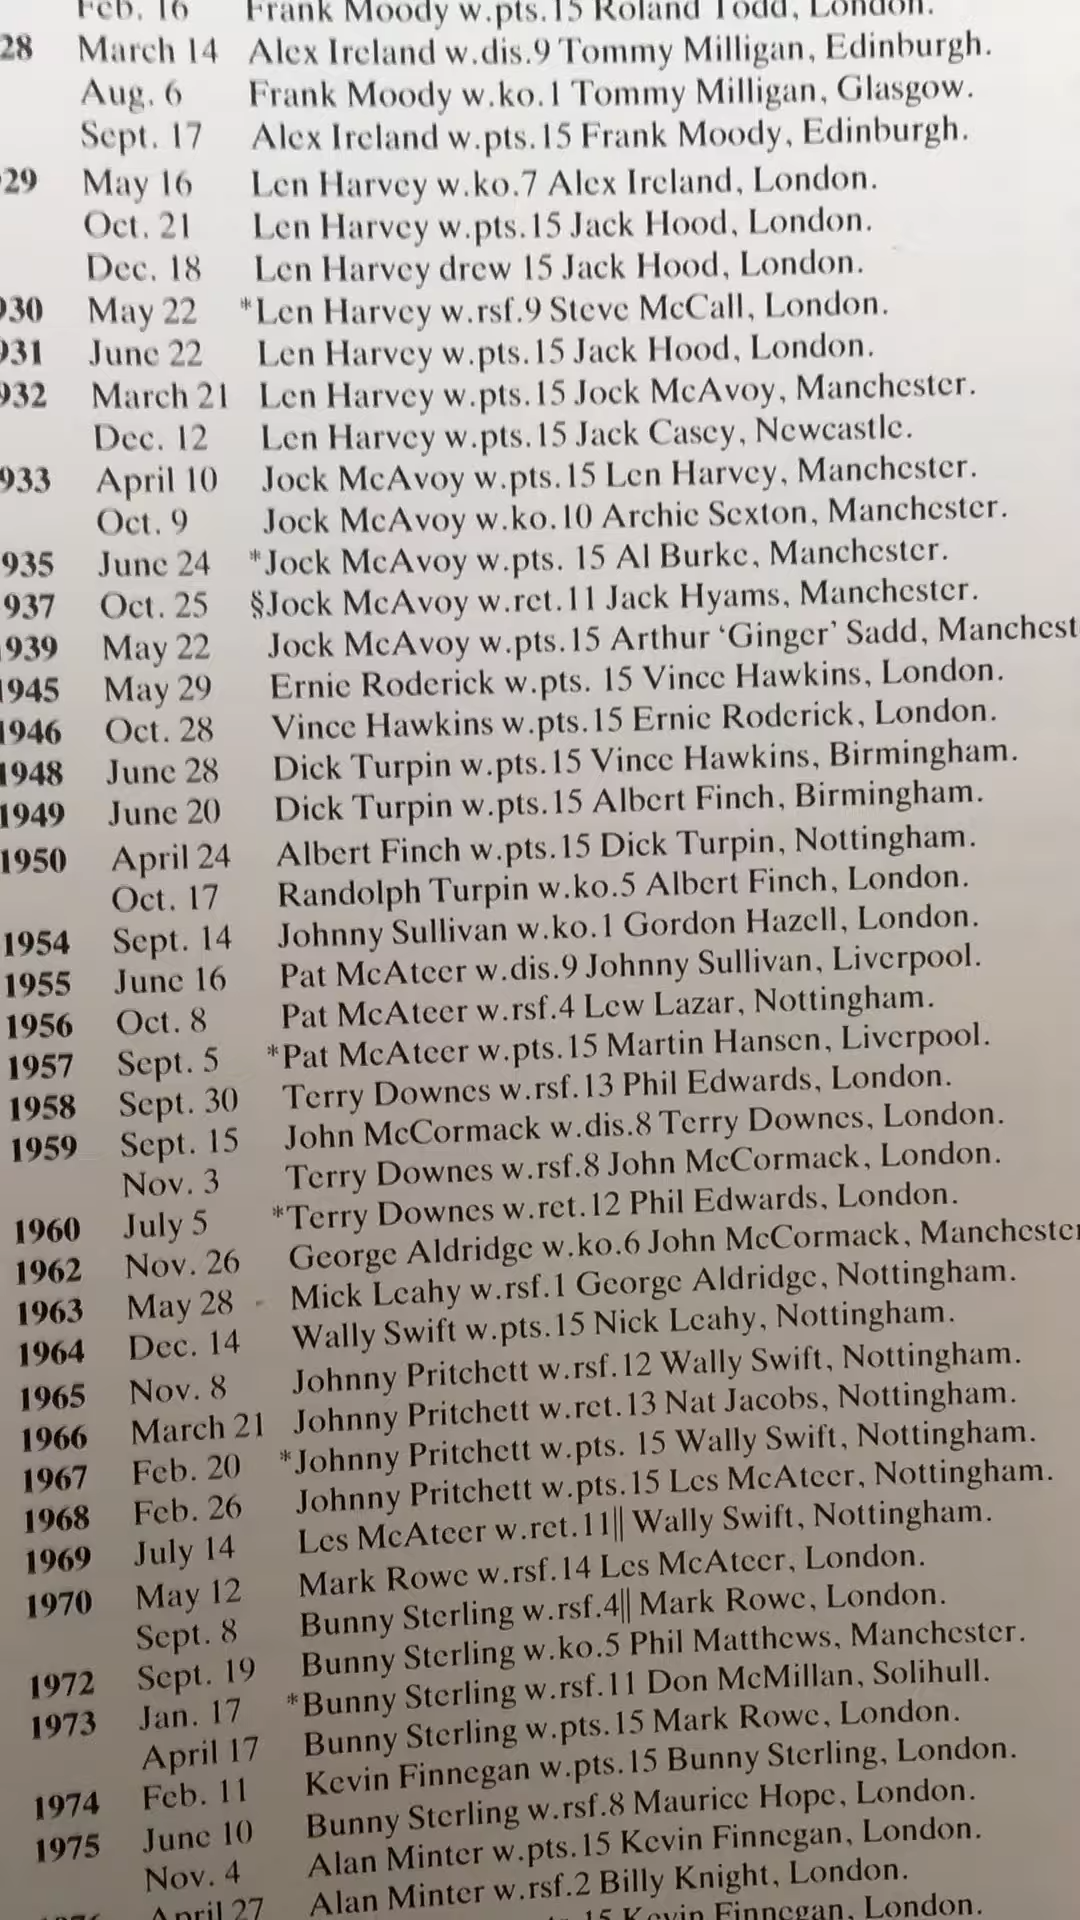 Feb. 16 Frank Moody w.pts.15 Roland Todd, London.
28 March 14 Alex Ireland w.dis.9 Tommy Milligan, Edinburgh.
Aug. 6 Frank Moody w.ko.1 Tommy Milligan, Glasgow.
Sept. 17 Alex Ireland w.pts.15 Frank Moody, Edinburgh.
29 May 16 Len Harvey w.ko.7 Alex Ireland, London.
Oct. 21 Len Harvey w.pts.15 Jack Hood, London.
Dec. 18 Len Harvey drew 15 Jack Hood, London.
930 May 22 *Len Harvey w.rsf.9 Steve McCall, London.
931 June 22 Len Harvey w.pts.15 Jack Hood, London.
932 March 21 Len Harvey w.pts.15 Jock McAvoy, Manchester.
Dec. 12 Len Harvey w.pts.15 Jack Casey, Newcastle.
933 April 10 Jock McAvoy w.pts.15 Len Harvey, Manchester.
Oct. 9 Jock McAvoy w.ko.10 Archie Sexton, Manchester.
935 June 24 *Jock McAvoy w.pts. 15 Al Burke, Manchester.
937 Oct. 25 §Jock McAvoy w.ret.11 Jack Hyams, Manchester.
1939 May 22 Jock McAvoy w.pts.15 Arthur ‘Ginger’ Sadd, Manchest
1945 May 29 Ernie Roderick w.pts. 15 Vince Hawkins, London.
1946 Oct. 28 Vince Hawkins w.pts.15 Ernie Roderick, London.
1948 June 28 Dick Turpin w.pts.15 Vince Hawkins, Birmingham.
1949 June 20 Dick Turpin w.pts.15 Albert Finch, Birmingham.
1950 April 24 Albert Finch w.pts.15 Dick Turpin, Nottingham.
Oct. 17 Randolph Turpin w.ko.5 Albert Finch, London.
1954 Sept. 14 Johnny Sullivan w.ko.1 Gordon Hazell, London.
1955 June 16 Pat McAteer w.dis.9 Johnny Sullivan, Liverpool.
1956 Oct. 8 Pat McAteer w.rsf.4 Lew Lazar, Nottingham.
1957 Sept. 5 *Pat McAteer w.pts.15 Martin Hansen, Liverpool.
1958 Sept. 30 Terry Downes w.rsf.13 Phil Edwards, London.
1959 Sept. 15 John McCormack w.dis.8 Terry Downes, London.
Nov. 3 Terry Downes w.rsf.8 John McCormack, London.
1960 July 5 *Terry Downes w.ret.12 Phil Edwards, London.
1962 Nov. 26 George Aldridge w.ko.6 John McCormack, Manchester
1963 May 28 Mick Leahy w.rsf.1 George Aldridge, Nottingham.
1964 Dec. 14 Wally Swift w.pts.15 Nick Leahy, Nottingham.
1965 Nov. 8 Johnny Pritchett w.rsf.12 Wally Swift, Nottingham.
1966 March 21 Johnny Pritchett w.ret.13 Nat Jacobs, Nottingham.
1967 Feb. 20 *Johnny Pritchett w.pts. 15 Wally Swift, Nottingham.
1968 Feb. 26 Johnny Pritchett w.pts.15 Les McAteer, Nottingham.
1969 July 14 Les McAteer w.ret.11|| Wally Swift, Nottingham.
1970 May 12 Mark Rowe w.rsf.14 Les McAteer, London.
Sept. 8 Bunny Sterling w.rsf.4|| Mark Rowe, London.
1972 Sept. 19 Bunny Sterling w.ko.5 Phil Matthews, Manchester.
1973 Jan. 17 *Bunny Sterling w.rsf.11 Don McMillan, Solihull.
April 17 Bunny Sterling w.pts.15 Mark Rowe, London.
1974 Feb. 11 Kevin Finnegan w.pts.15 Bunny Sterling, London.
1975 June 10 Bunny Sterling w.rsf.8 Maurice Hope, London.
Nov. 4 Alan Minter w.pts.15 Kevin Finnegan, London.
April 27 Alan Minter w.rsf.2 Billy Knight, London.
15 Kevin Finnegan, London.